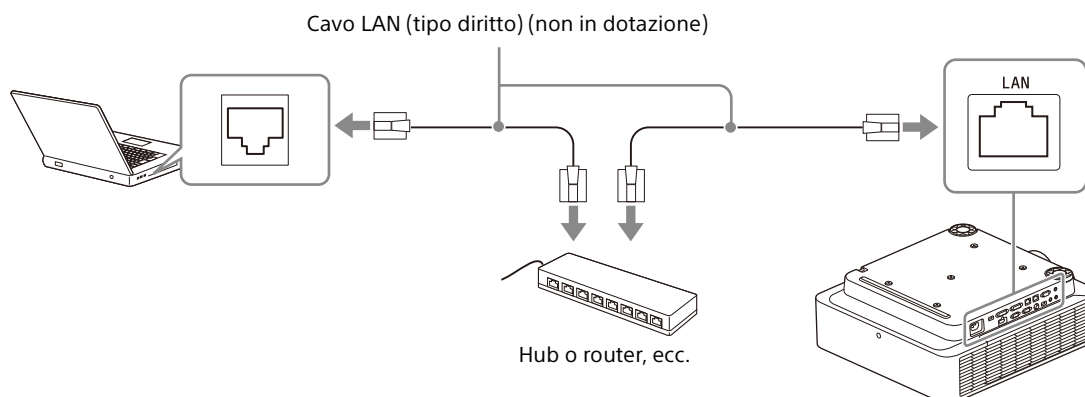 Cavo LAN (tipo diritto) (non in dotazione)
LAN
Hub o router, ecc.